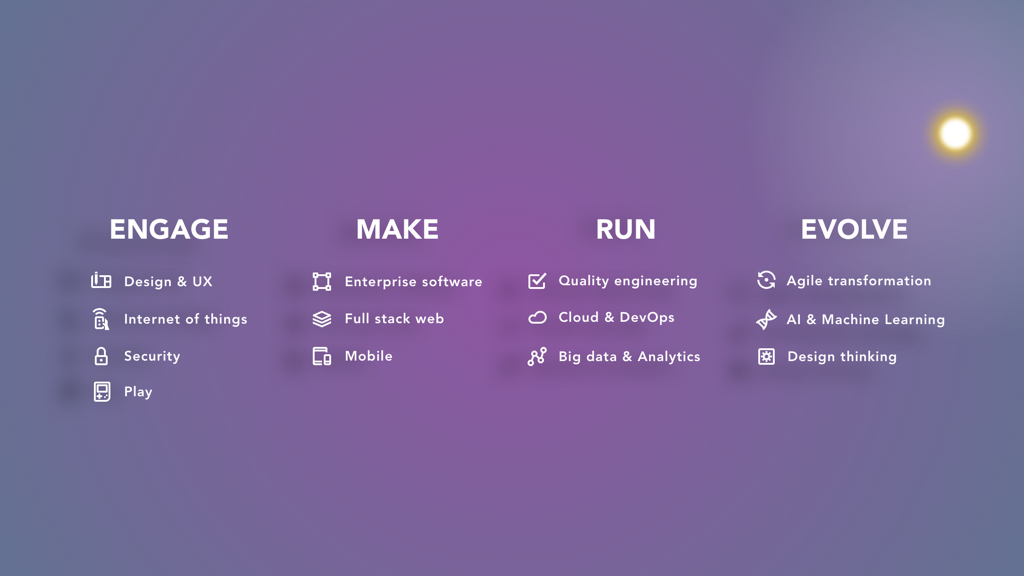 ENGAGE
Design & UX
Internet of things
Security
Play
MAKE
Enterprise software
Full stack web
Mobile
RUN
Quality engineering
Cloud & DevOps
Big data & Analytics
EVOLVE
Agile transformation
AI & Machine Learning
Design thinking